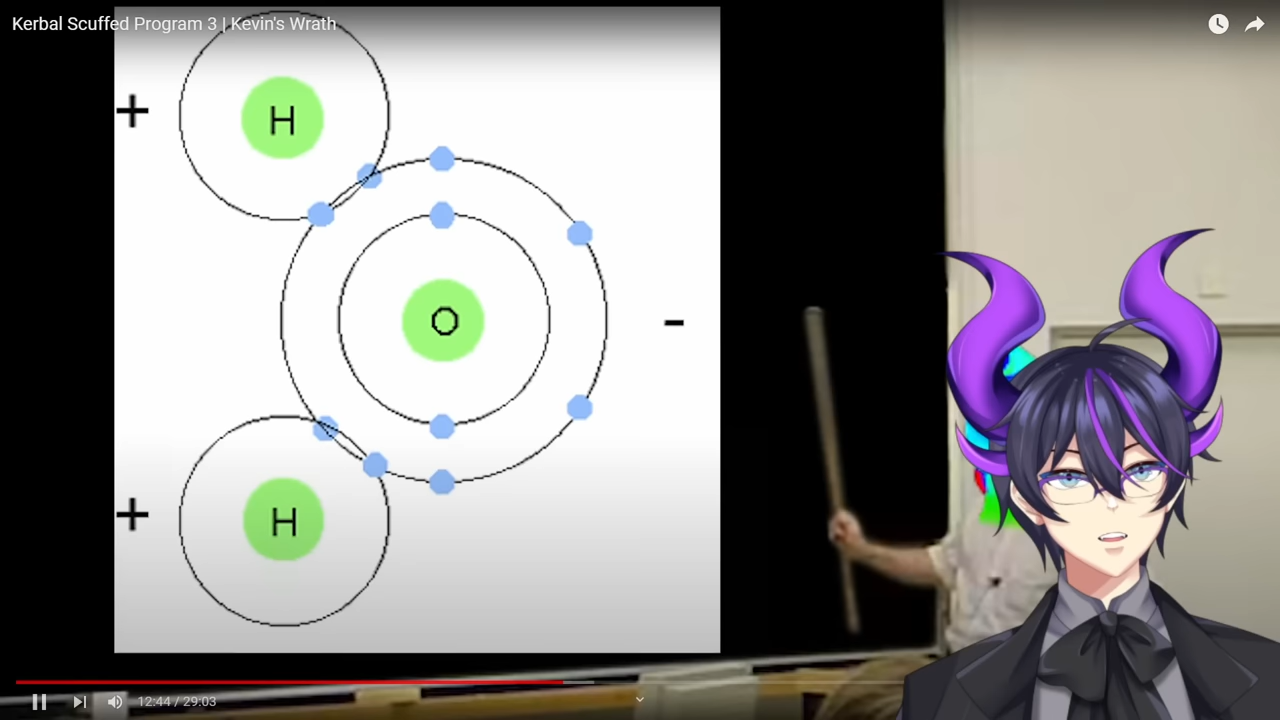 Kerbal Scuffed Program 3 | Kevin's Wrath
+
H
O
-
+
H
12:44 / 29:03